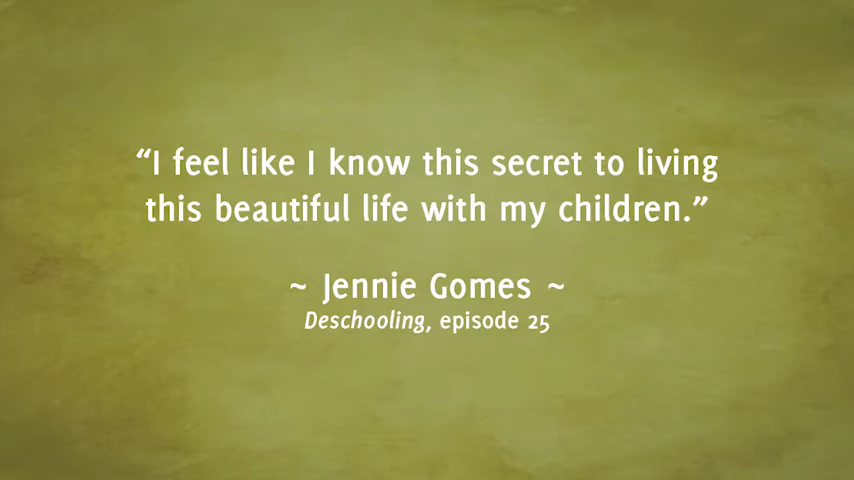 “I feel like I know this secret to living
this beautiful life with my children.”
~ Jennie Gomes ~
Deschooling, episode 25